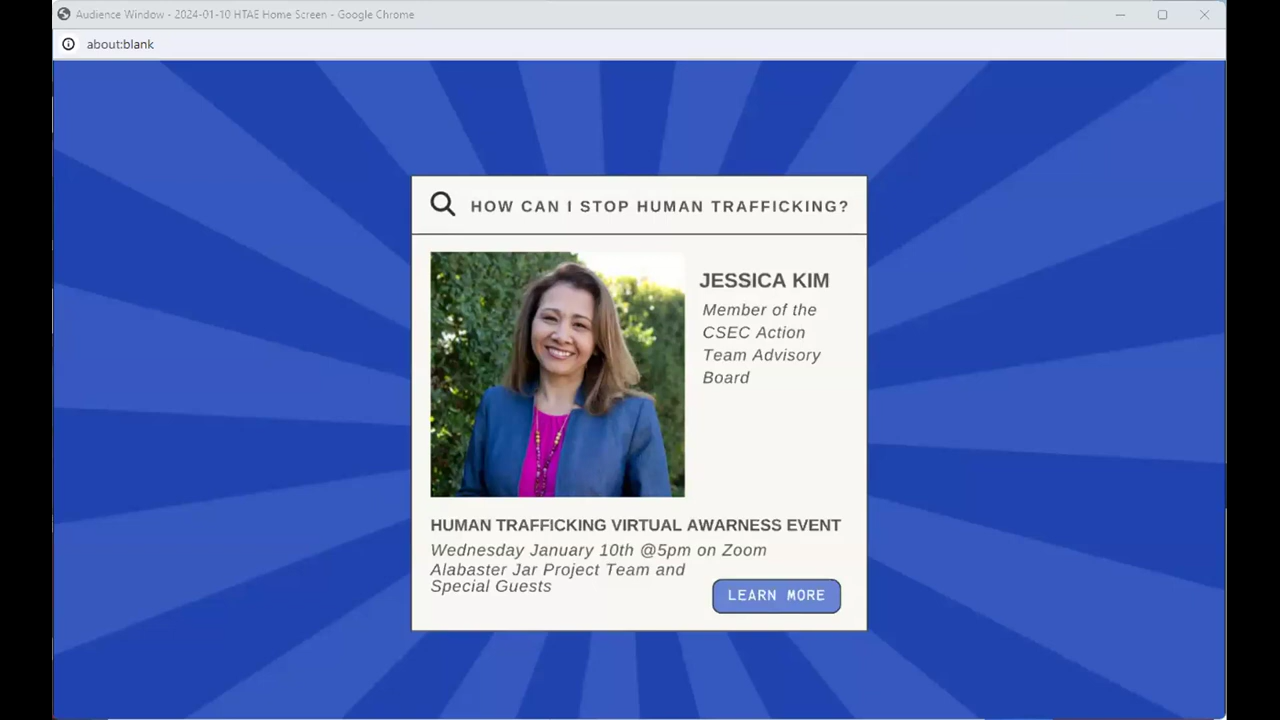 Audience Window - 2024-01-10 HTAE Home Screen - Google Chrome
about:blank
HOW CAN I STOP HUMAN TRAFFICKING?
JESSICA KIM
Member of the
CSEC Action
Team Advisory
Board
HUMAN TRAFFICKING VIRTUAL AWARNESS EVENT
Wednesday January 10th @5pm on Zoom
Alabaster Jar Project Team and
Special Guests
LEARN MORE